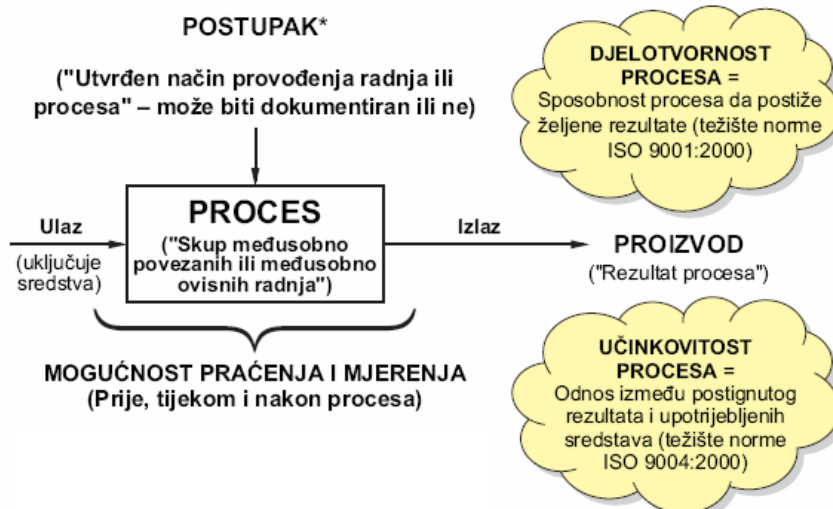 POSTUPAK*
("Utvrđen način provođenja radnja ili
procesa" – može biti dokumentiran ili ne)
DJELOTVORNOST
PROCESA =
Sposobnost procesa da postiže
željene rezultate (težište norme
ISO 9001:2000)
Ulaz
(uključuje
sredstva)
PROCES
("Skup međusobno
povezanih ili međusobno
ovisnih radnja")
Izlaz
PROIZVOD
("Rezultat procesa")
MOGUĆNOST PRAĆENJA I MJERENJA
(Prije, tijekom i nakon procesa)
UČINKOVITOST
PROCESA =
Odnos između postignutog
rezultata i upotrijebljenih
sredstava (težište norme
ISO 9004:2000)